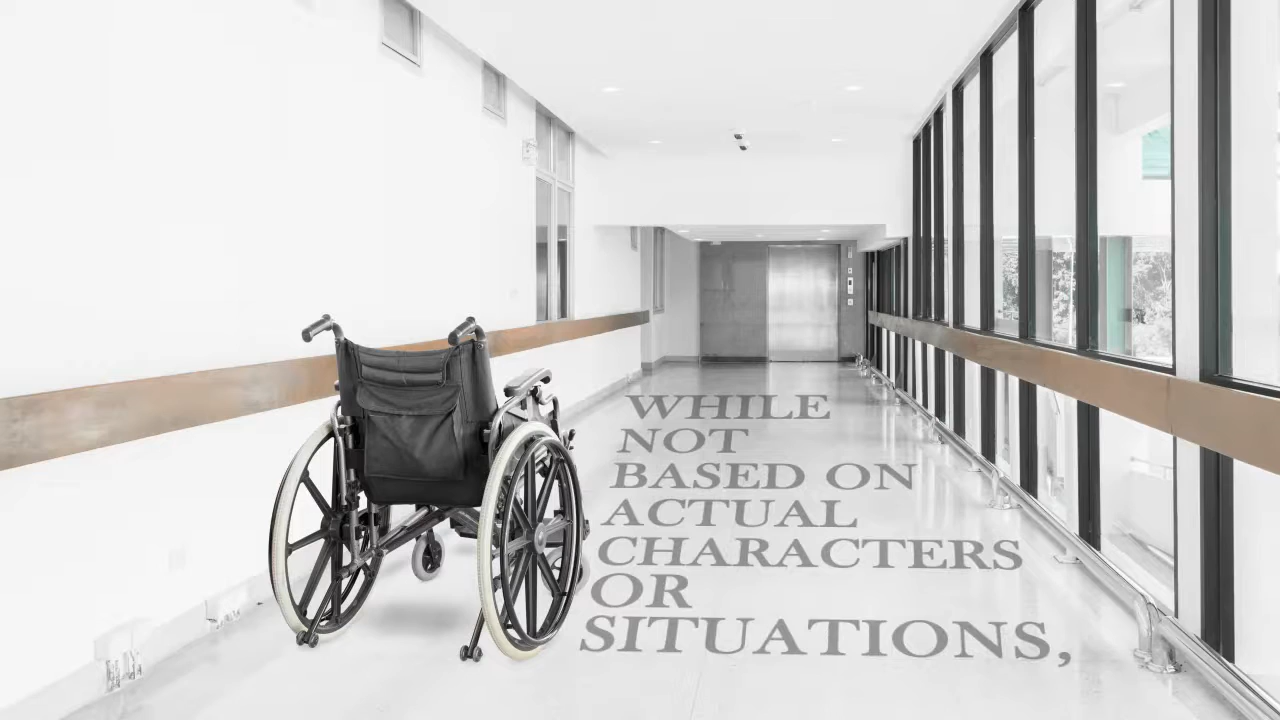 WHILE
NOT
BASED ON
ACTUAL
CHARACTERS
OR
SITUATIONS,